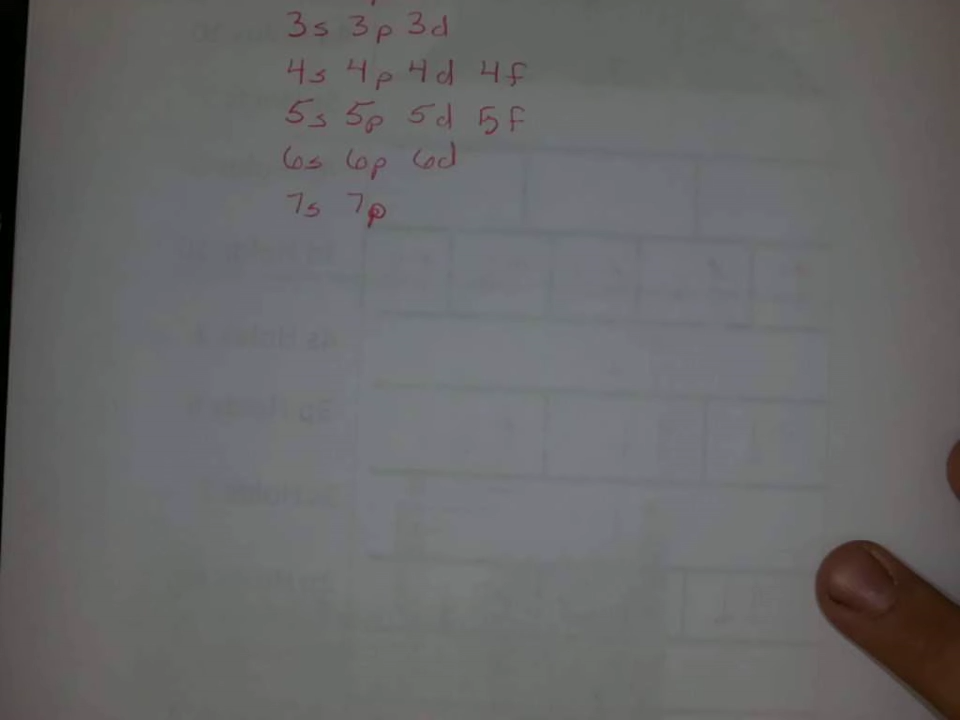 3s 3p 3d
4s 4p 4d 4f
5s 5p 5d 5f
6s 6p 6d
7s 7p